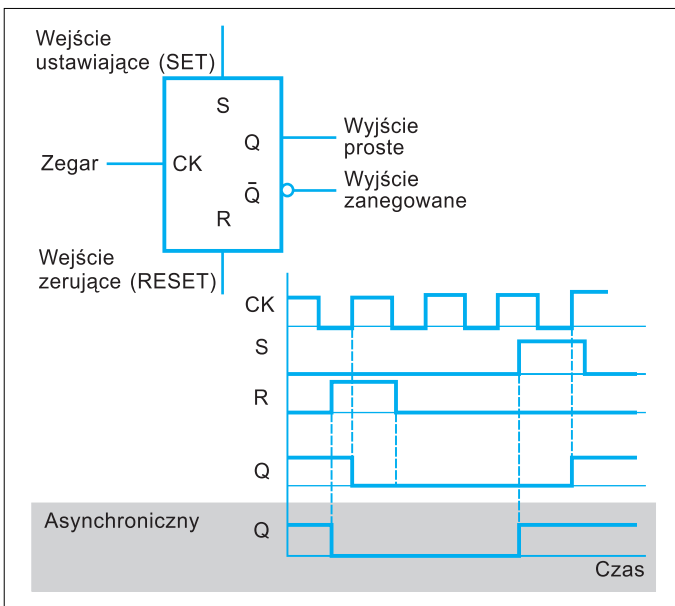 Wejście
ustawiające (SET)
S
Q
Wyjście
proste
Zegar
CK
Q̄
Wyjście
zanegowane
R
Wejście
zerujące (RESET)
CK
S
R
Q
Asynchroniczny
Q
Czas